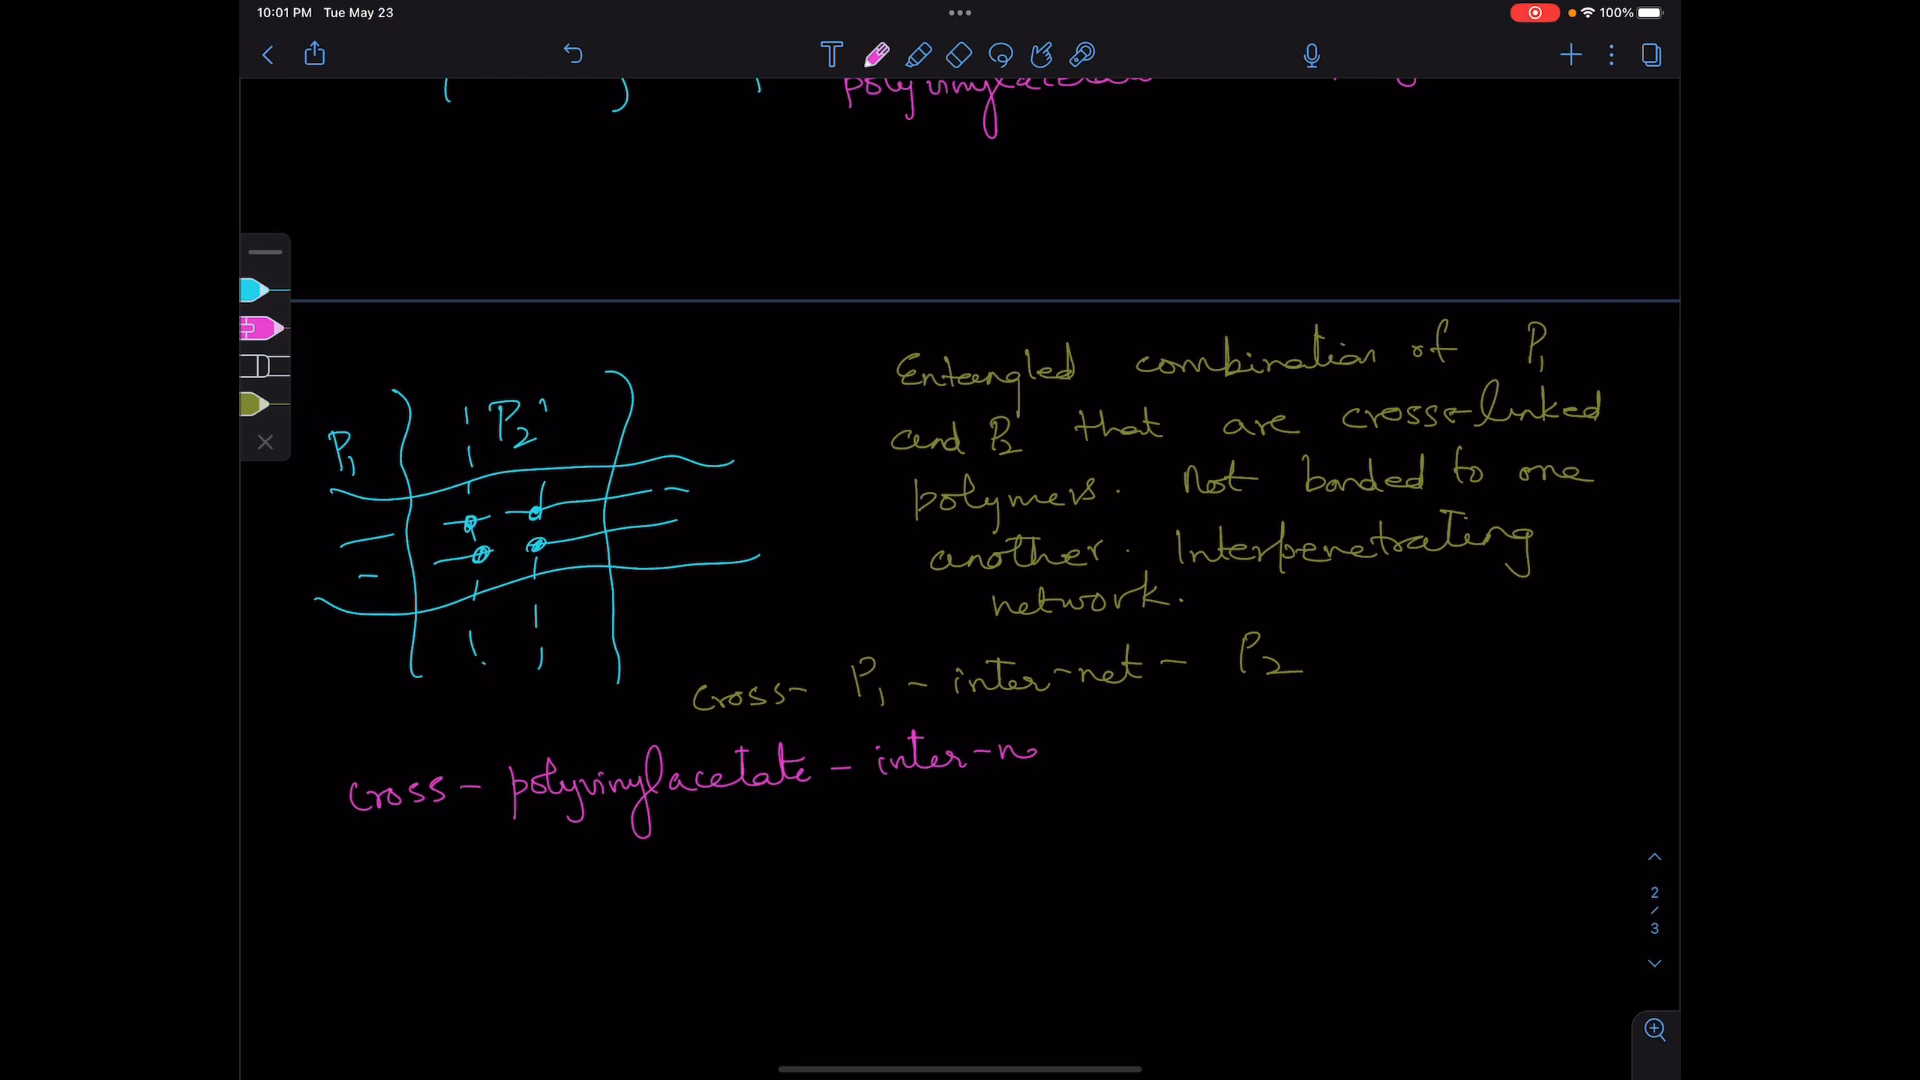 10:01 PM Tue May 23
100%
polyvinylacetate
P1 P2
Entangled combination of P1
and P2 that are cross-linked
polymers. Not bonded to one
another. Interpenetrating
network.
cross- P1 - inter-net - P2
cross - polyvinylacetate - inter-n
2
/
3